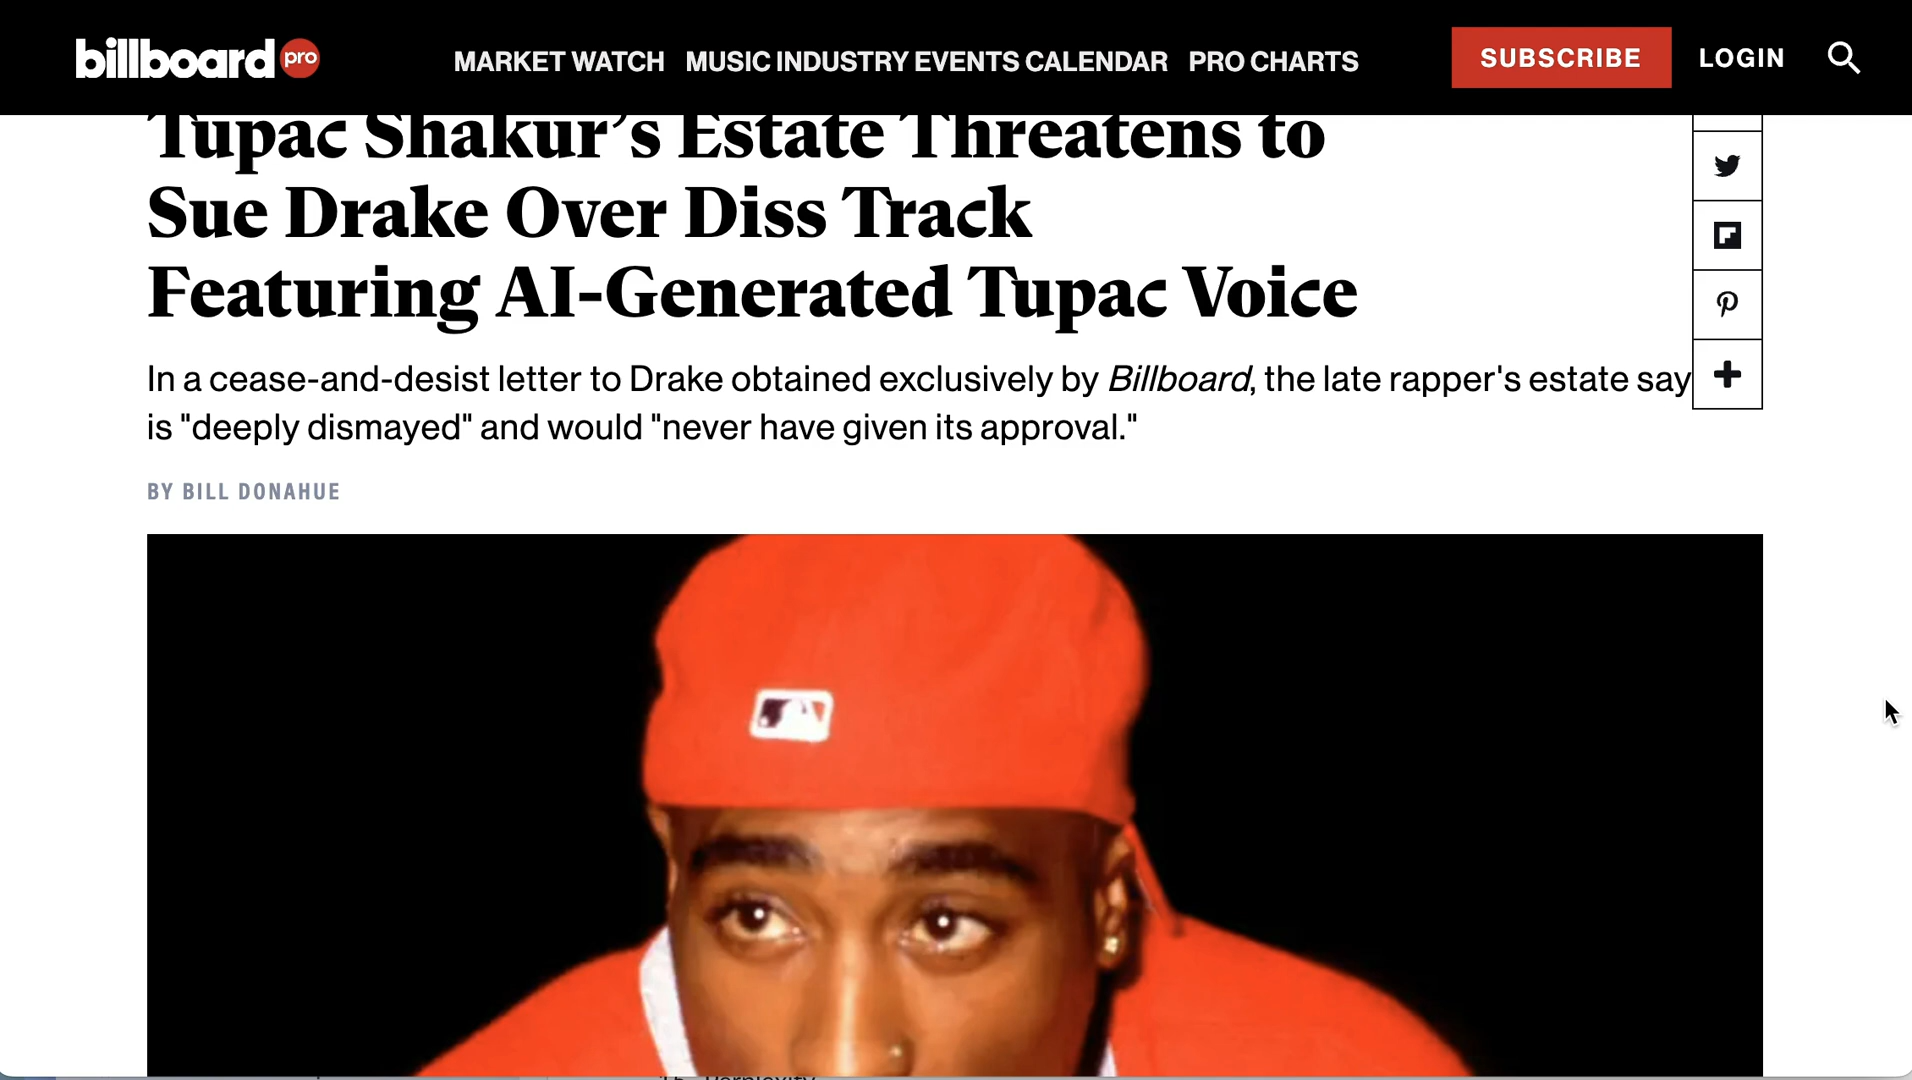 billboard pro
MARKET WATCH MUSIC INDUSTRY EVENTS CALENDAR PRO CHARTS
SUBSCRIBE
LOGIN
Tupac Shakur’s Estate Threatens to
Sue Drake Over Diss Track
Featuring AI-Generated Tupac Voice
In a cease-and-desist letter to Drake obtained exclusively by Billboard, the late rapper's estate say
is "deeply dismayed" and would "never have given its approval."
BY BILL DONAHUE